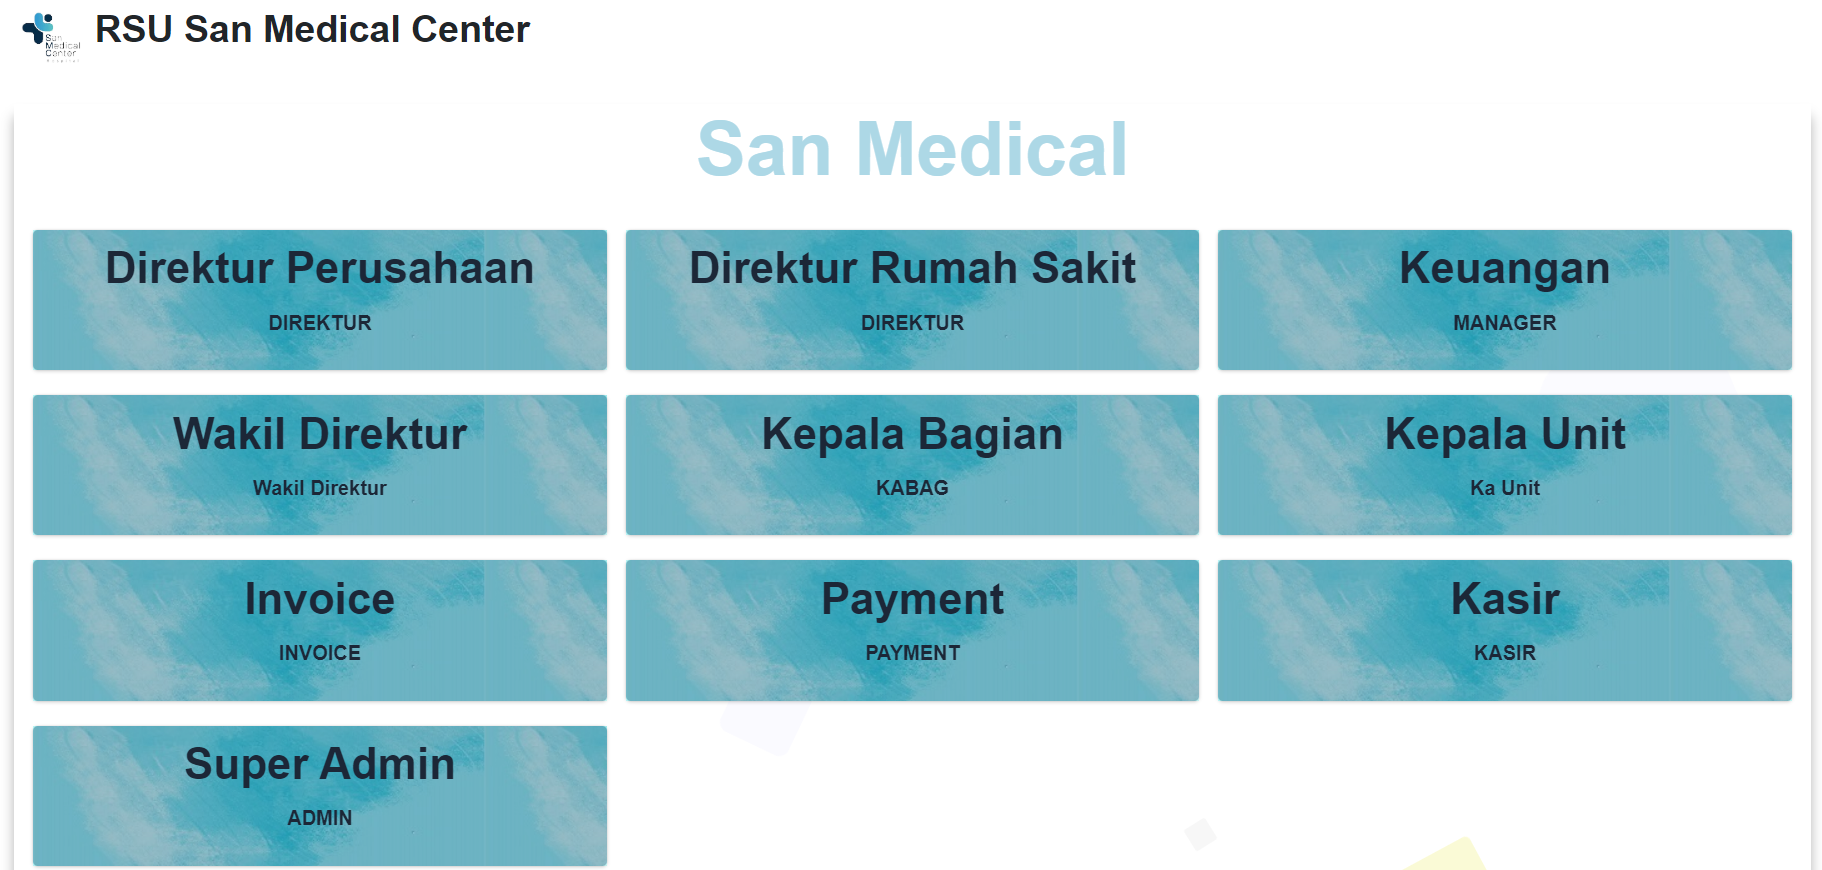 San
Medical
Center
Hospital
RSU San Medical Center
San Medical
Direktur Perusahaan
DIREKTUR
Direktur Rumah Sakit
DIREKTUR
Keuangan
MANAGER
Wakil Direktur
Wakil Direktur
Kepala Bagian
KABAG
Kepala Unit
Ka Unit
Invoice
INVOICE
Payment
PAYMENT
Kasir
KASIR
Super Admin
ADMIN